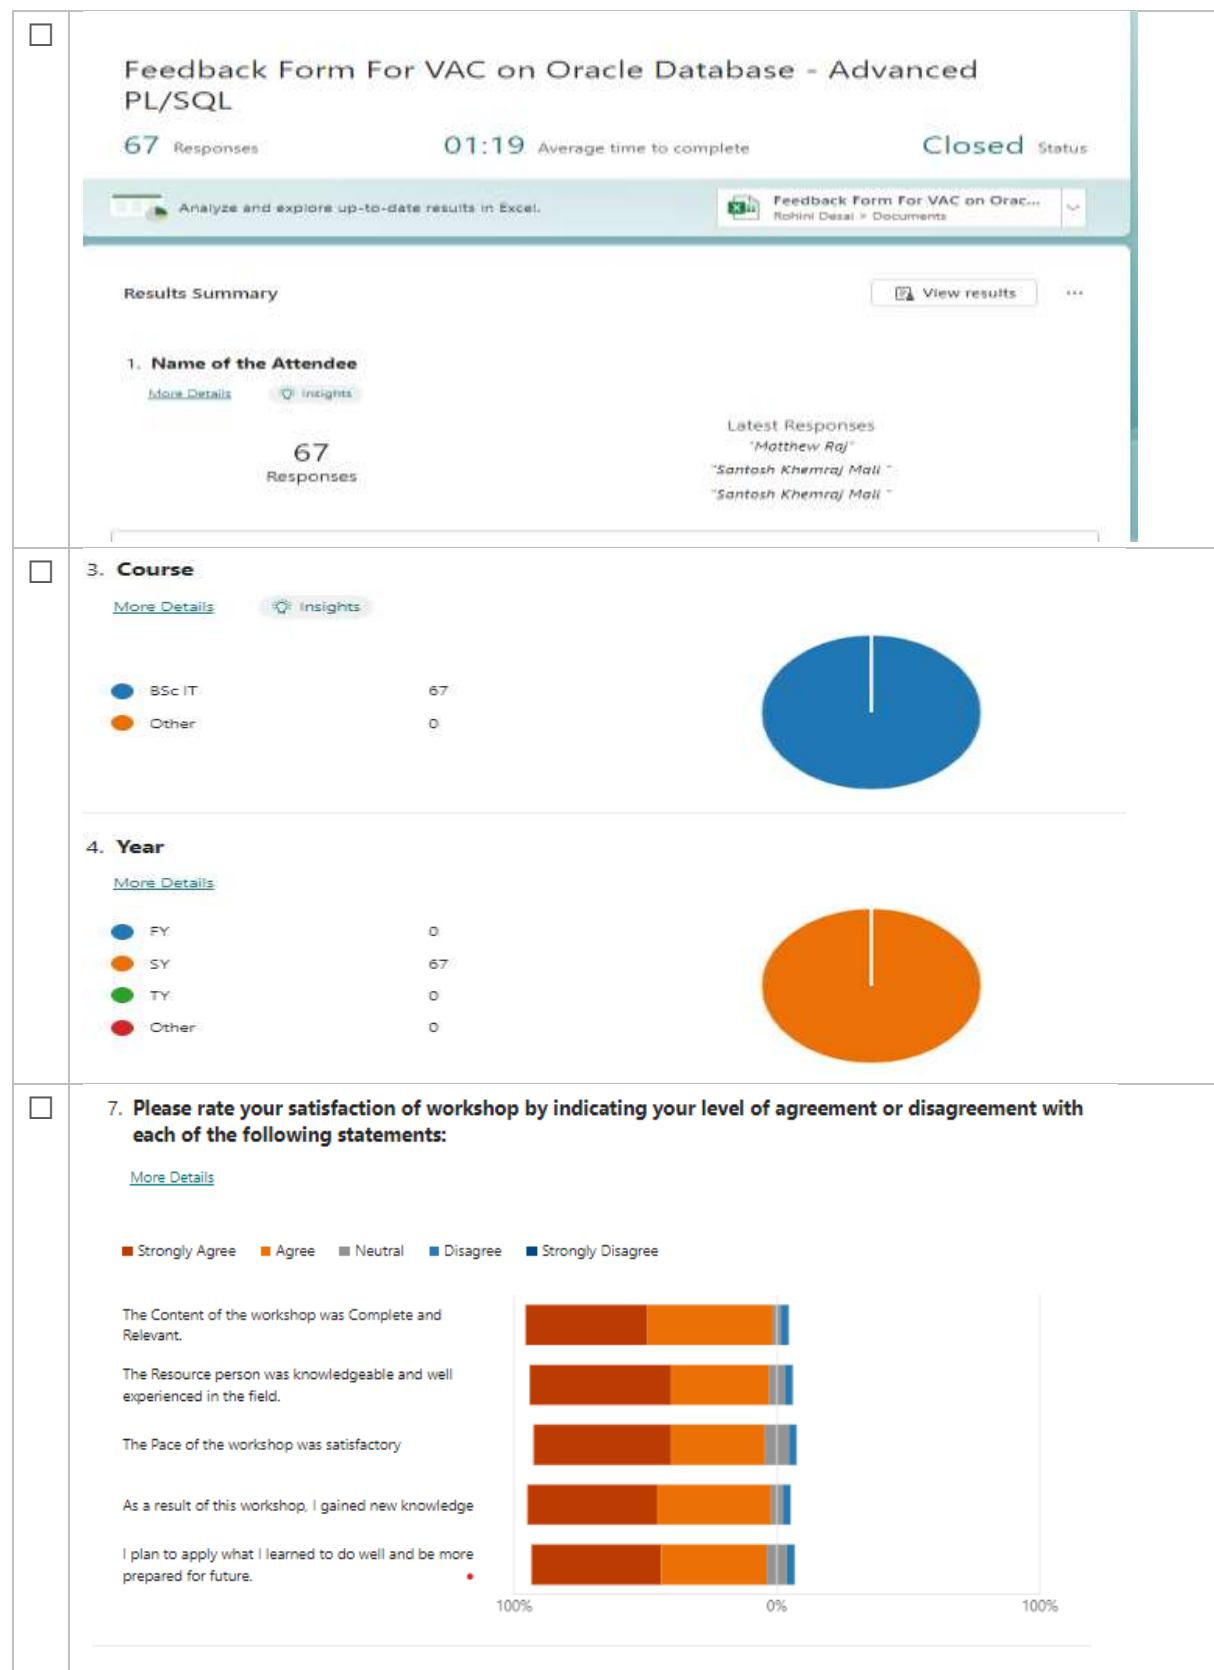 Feedback Form For VAC on Oracle Database - Advanced
PL/SQL
67 Responses 01:19 Average time to complete Closed Status
Analyze and explore up-to-date results in Excel.
Feedback Form For VAC on Orac...
Rohini Desai > Documents
Results Summary
View results ...
1. Name of the Attendee
More Details Insights
67
Responses
Latest Responses
"Matthew Raj"
"Santosh Khemraj Mali "
"Santosh Khemraj Mali "
3. Course
More Details Insights
BSc IT 67
Other 0
4. Year
More Details
FY 0
SY 67
TY 0
Other 0
7. Please rate your satisfaction of workshop by indicating your level of agreement or disagreement with
each of the following statements:
More Details
Strongly Agree Agree Neutral Disagree Strongly Disagree
The Content of the workshop was Complete and
Relevant.
The Resource person was knowledgeable and well
experienced in the field.
The Pace of the workshop was satisfactory
As a result of this workshop, I gained new knowledge
I plan to apply what I learned to do well and be more
prepared for future.
100% 0% 100%